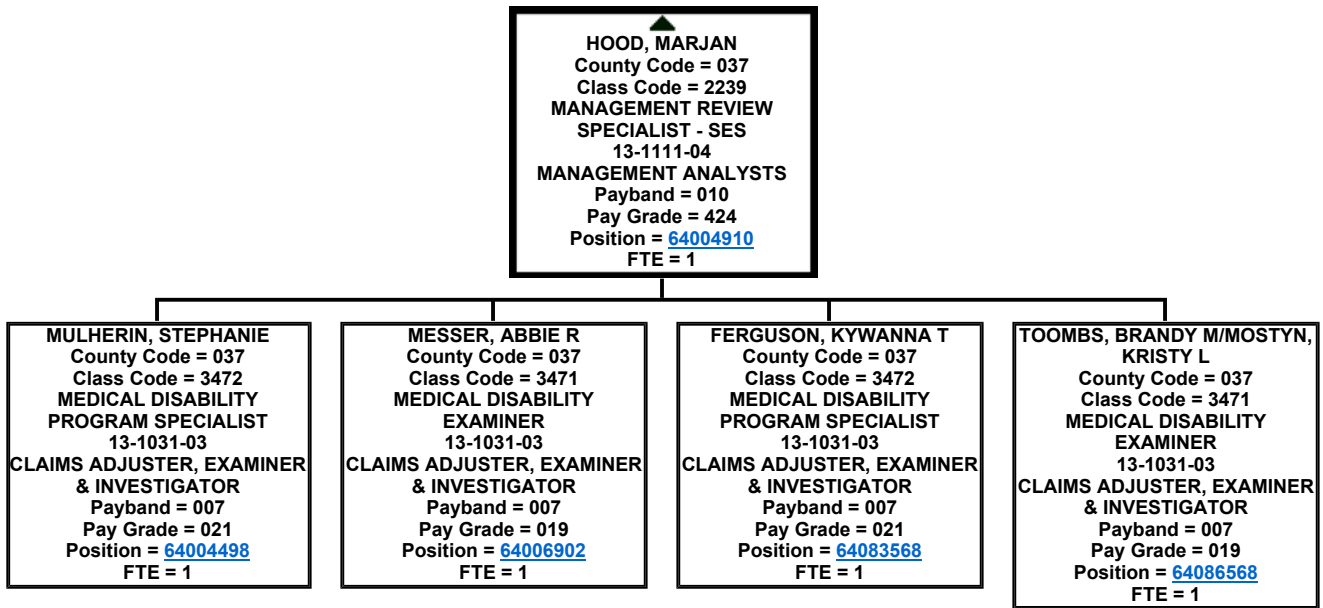 HOOD, MARJAN
County Code = 037
Class Code = 2239
MANAGEMENT REVIEW
SPECIALIST - SES
13-1111-04
MANAGEMENT ANALYSTS
Payband = 010
Pay Grade = 424
Position = 64004910
FTE = 1
MULHERIN, STEPHANIE
County Code = 037
Class Code = 3472
MEDICAL DISABILITY
PROGRAM SPECIALIST
13-1031-03
CLAIMS ADJUSTER, EXAMINER
& INVESTIGATOR
Payband = 007
Pay Grade = 021
Position = 64004498
FTE = 1
MESSER, ABBIE R
County Code = 037
Class Code = 3471
MEDICAL DISABILITY
EXAMINER
13-1031-03
CLAIMS ADJUSTER, EXAMINER
& INVESTIGATOR
Payband = 007
Pay Grade = 019
Position = 64006902
FTE = 1
FERGUSON, KYWANNA T
County Code = 037
Class Code = 3472
MEDICAL DISABILITY
PROGRAM SPECIALIST
13-1031-03
CLAIMS ADJUSTER, EXAMINER
& INVESTIGATOR
Payband = 007
Pay Grade = 021
Position = 64083568
FTE = 1
TOOMBS, BRANDY M/MOSTYN,
KRISTY L
County Code = 037
Class Code = 3471
MEDICAL DISABILITY
EXAMINER
13-1031-03
CLAIMS ADJUSTER, EXAMINER
& INVESTIGATOR
Payband = 007
Pay Grade = 019
Position = 64086568
FTE = 1